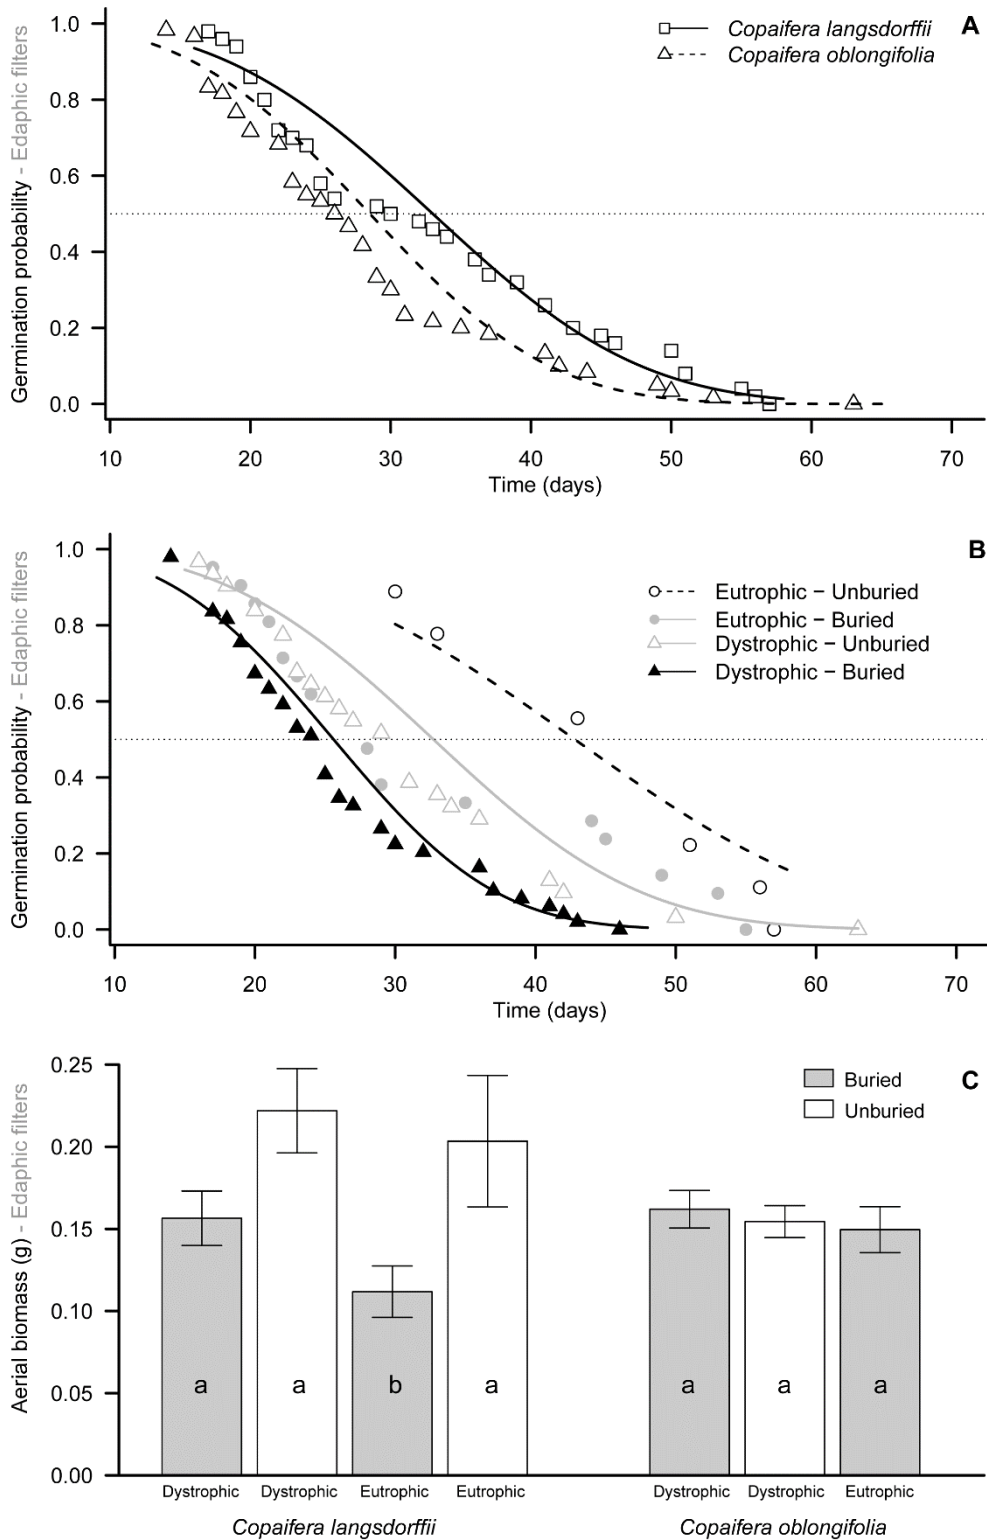 A
Copaifera langsdorffii
Copaifera oblongifolia
Germination probability - Edaphic filters
1.0
0.8
0.6
0.4
0.2
0.0
10 20 30 40 50 60 70
Time (days)
B
Eutrophic − Unburied
Eutrophic − Buried
Dystrophic − Unburied
Dystrophic − Buried
Germination probability - Edaphic filters
1.0
0.8
0.6
0.4
0.2
0.0
10 20 30 40 50 60 70
Time (days)
C
Buried
Unburied
Aerial biomass (g) - Edaphic filters
0.25
0.20
0.15
0.10
0.05
0.00
a a b a a a a
Dystrophic Dystrophic Eutrophic Eutrophic Dystrophic Dystrophic Eutrophic
Copaifera langsdorffii Copaifera oblongifolia